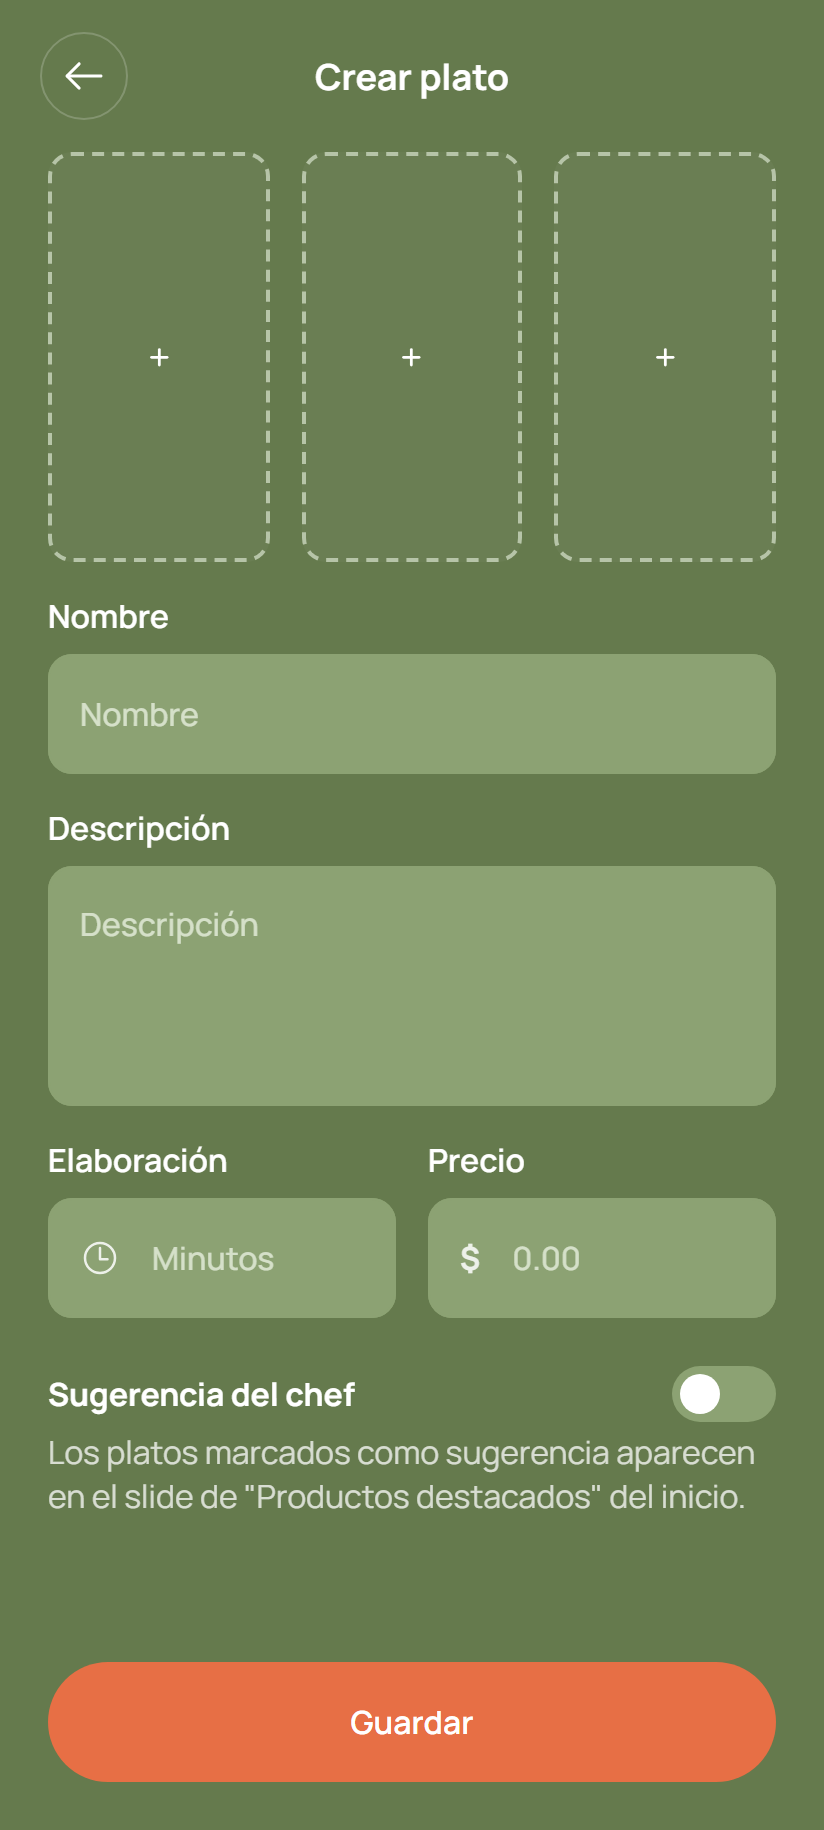 Crear plato
+ + +
Nombre
Nombre
Descripción
Descripción
Elaboración Precio
Minutos $ 0.00
Sugerencia del chef
Los platos marcados como sugerencia aparecen
en el slide de "Productos destacados" del inicio.
Guardar